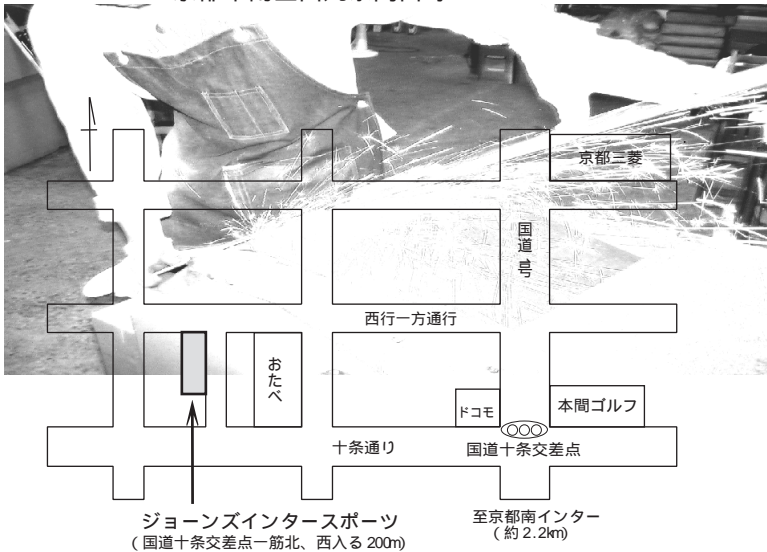 京都三菱
国道1号
西行一方通行
おたべ
ドコモ
本間ゴルフ
十条通り
国道十条交差点
ジョーンズインタースポーツ
(国道十条交差点一筋北、西入る200m)
至京都南インター
(約2.2km)